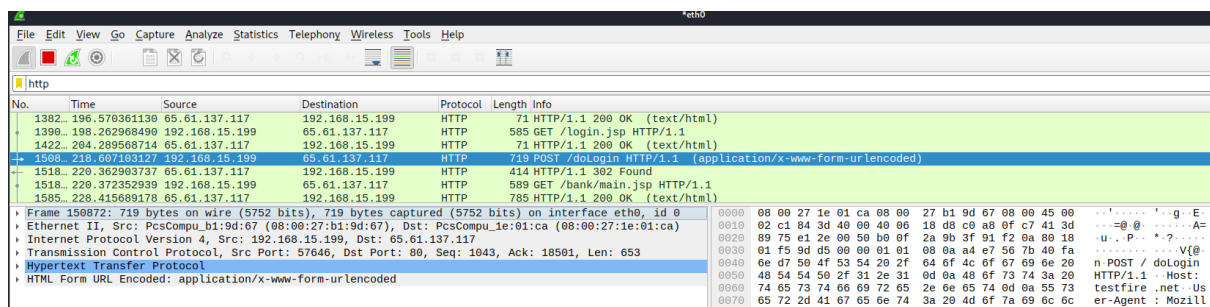 *eth0
File Edit View Go Capture Analyze Statistics Telephony Wireless Tools Help
http
No. Time Source Destination Protocol Length Info
1382… 196.570361130 65.61.137.117 192.168.15.199 HTTP 71 HTTP/1.1 200 OK (text/html)
1390… 198.262968490 192.168.15.199 65.61.137.117 HTTP 585 GET /login.jsp HTTP/1.1
1422… 204.289568714 65.61.137.117 192.168.15.199 HTTP 71 HTTP/1.1 200 OK (text/html)
1508… 218.607103127 192.168.15.199 65.61.137.117 HTTP 719 POST /doLogin HTTP/1.1 (application/x-www-form-urlencoded)
1518… 220.362903737 65.61.137.117 192.168.15.199 HTTP 414 HTTP/1.1 302 Found
1518… 220.372352939 192.168.15.199 65.61.137.117 HTTP 589 GET /bank/main.jsp HTTP/1.1
1585… 228.415689178 65.61.137.117 192.168.15.199 HTTP 785 HTTP/1.1 200 OK (text/html)
Frame 150872: 719 bytes on wire (5752 bits), 719 bytes captured (5752 bits) on interface eth0, id 0
Ethernet II, Src: PcsCompu_b1:9d:67 (08:00:27:b1:9d:67), Dst: PcsCompu_1e:01:ca (08:00:27:1e:01:ca)
Internet Protocol Version 4, Src: 192.168.15.199, Dst: 65.61.137.117
Transmission Control Protocol, Src Port: 57646, Dst Port: 80, Seq: 1043, Ack: 18501, Len: 653
Hypertext Transfer Protocol
HTML Form URL Encoded: application/x-www-form-urlencoded
0000 08 00 27 1e 01 ca 08 00 27 b1 9d 67 08 00 45 00 ··'····· '··g··E·
0010 02 c1 84 3d 40 00 40 06 18 d8 c0 a8 0f c7 41 3d ···=@·@· ······A=
0020 89 75 e1 2e 00 50 b0 0f 2a 9b 3f 91 f2 0a 80 18 ·u·.·P·· *·?·····
0030 01 f5 9d d5 00 00 01 01 08 0a a4 e7 56 7b 40 fa ········ ····V{@·
0040 6e d7 50 4f 53 54 20 2f 64 6f 4c 6f 67 69 6e 20 n·POST / doLogin
0050 48 54 54 50 2f 31 2e 31 0d 0a 48 6f 73 74 3a 20 HTTP/1.1 ··Host:
0060 74 65 73 74 66 69 72 65 2e 6e 65 74 0d 0a 55 73 testfire .net··Us
0070 65 72 2d 41 67 65 6e 74 3a 20 4d 6f 7a 69 6c 6c er-Agent : Mozill